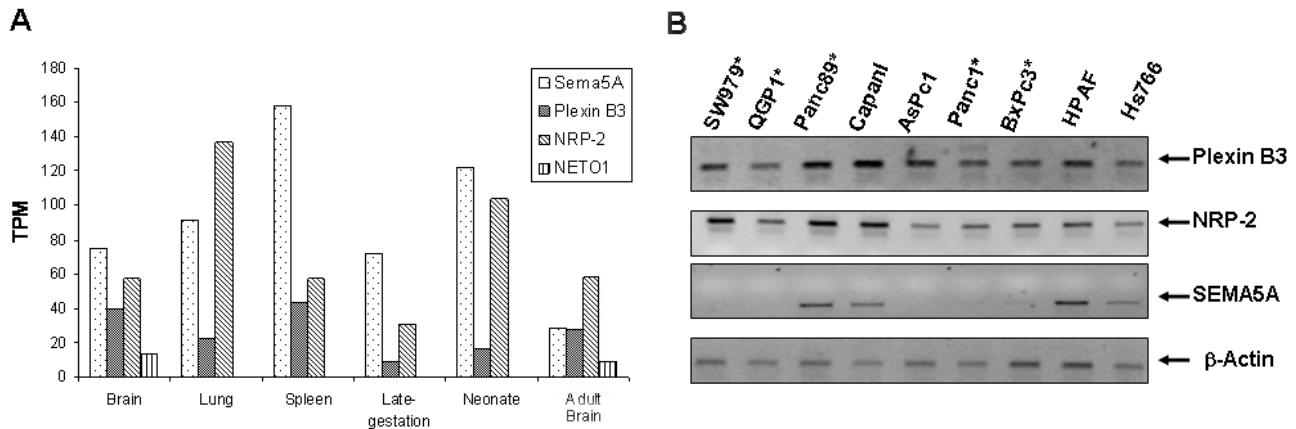 A
TPM
180
160
140
120
100
80
60
40
20
0
Sema5A
Plexin B3
NRP-2
NETO1
Brain
Lung
Spleen
Late-
gestation
Neonate
Adult
Brain
B
SW979*
QGP1*
Panc89*
CapanI
AsPc1
Panc1*
BxPc3*
HPAF
Hs766
Plexin B3
NRP-2
SEMA5A
β-Actin